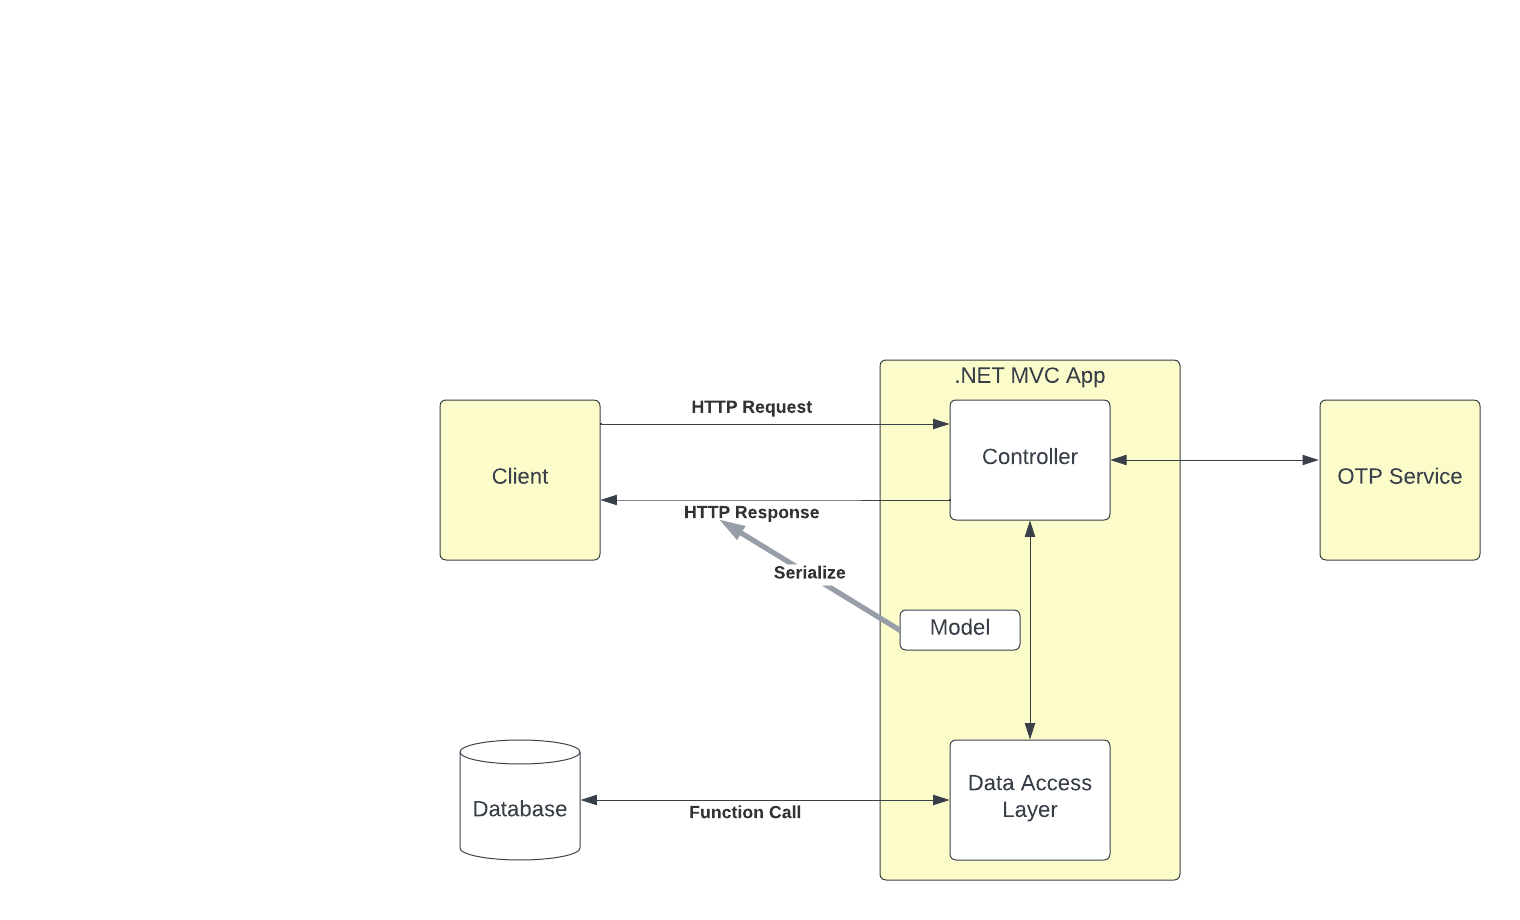 .NET MVC App
HTTP Request
Client
Controller
OTP Service
HTTP Response
Serialize
Model
Database
Function Call
Data Access
Layer